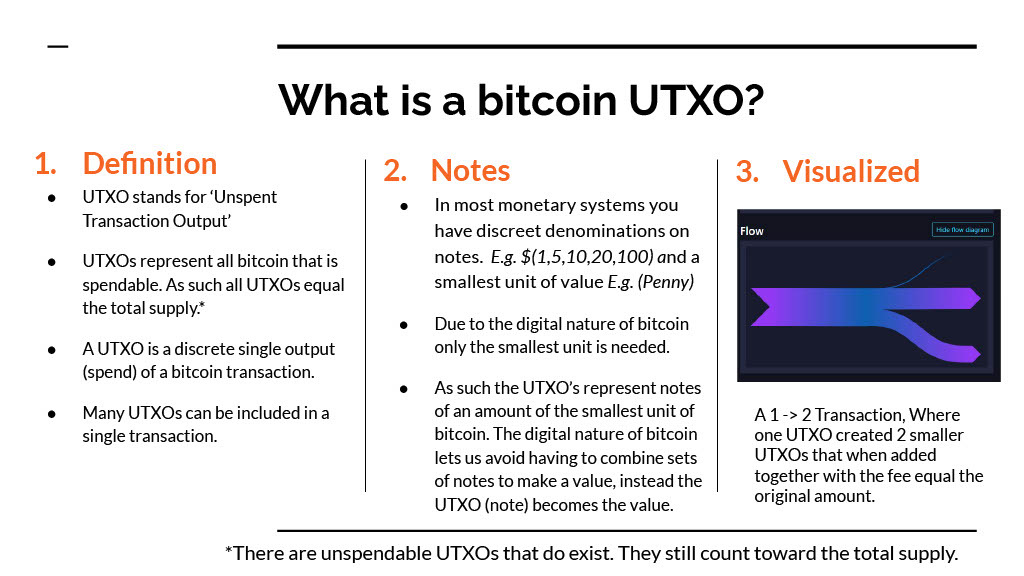 What is a bitcoin UTXO?
1. Definition
● UTXO stands for ‘Unspent
Transaction Output’
● UTXOs represent all bitcoin that is
spendable. As such all UTXOs equal
the total supply.*
● A UTXO is a discrete single output
(spend) of a bitcoin transaction.
● Many UTXOs can be included in a
single transaction.
2. Notes
● In most monetary systems you
have discreet denominations on
notes. E.g. $(1,5,10,20,100) and a
smallest unit of value E.g. (Penny)
● Due to the digital nature of bitcoin
only the smallest unit is needed.
● As such the UTXO’s represent notes
of an amount of the smallest unit of
bitcoin. The digital nature of bitcoin
lets us avoid having to combine sets
of notes to make a value, instead the
UTXO (note) becomes the value.
3. Visualized
Flow
Hide flow diagram
A 1 -> 2 Transaction, Where
one UTXO created 2 smaller
UTXOs that when added
together with the fee equal the
original amount.
*There are unspendable UTXOs that do exist. They still count toward the total supply.